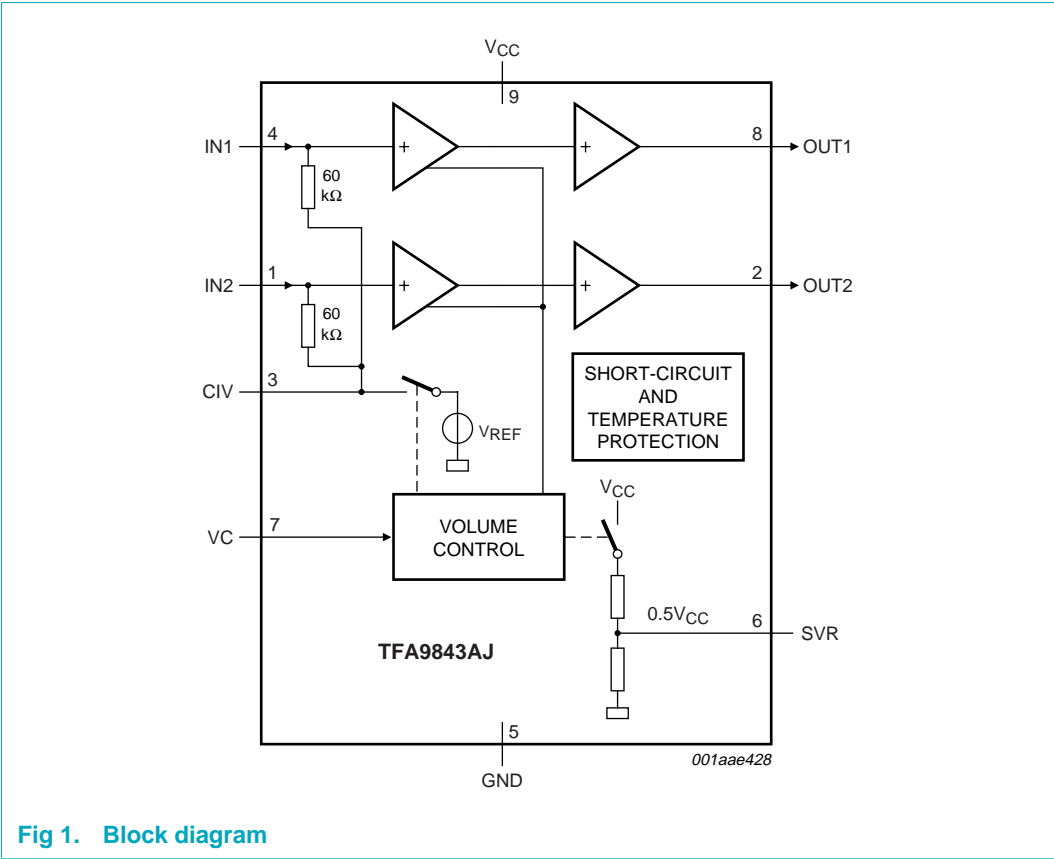 VCC
9
IN1
4
+
+
8
OUT1
60
kΩ
IN2
1
+
+
2
OUT2
60
kΩ
CIV
3
VREF
SHORT-CIRCUIT
AND
TEMPERATURE
PROTECTION
VCC
VC
7
VOLUME
CONTROL
0.5VCC
6
SVR
TFA9843AJ
5
GND
001aae428
Fig 1. Block diagram